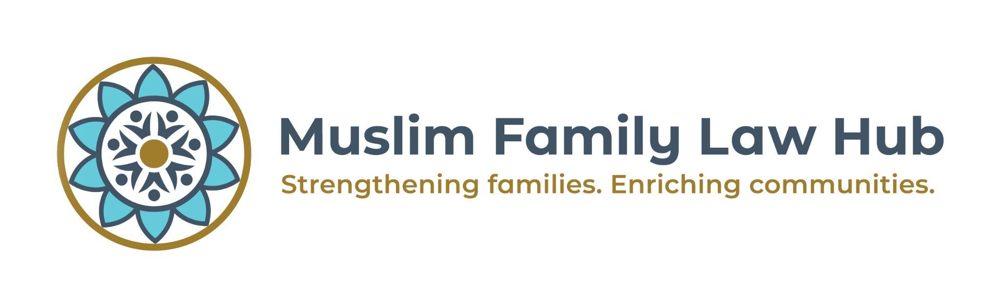 Muslim Family Law Hub
Strengthening families. Enriching communities.